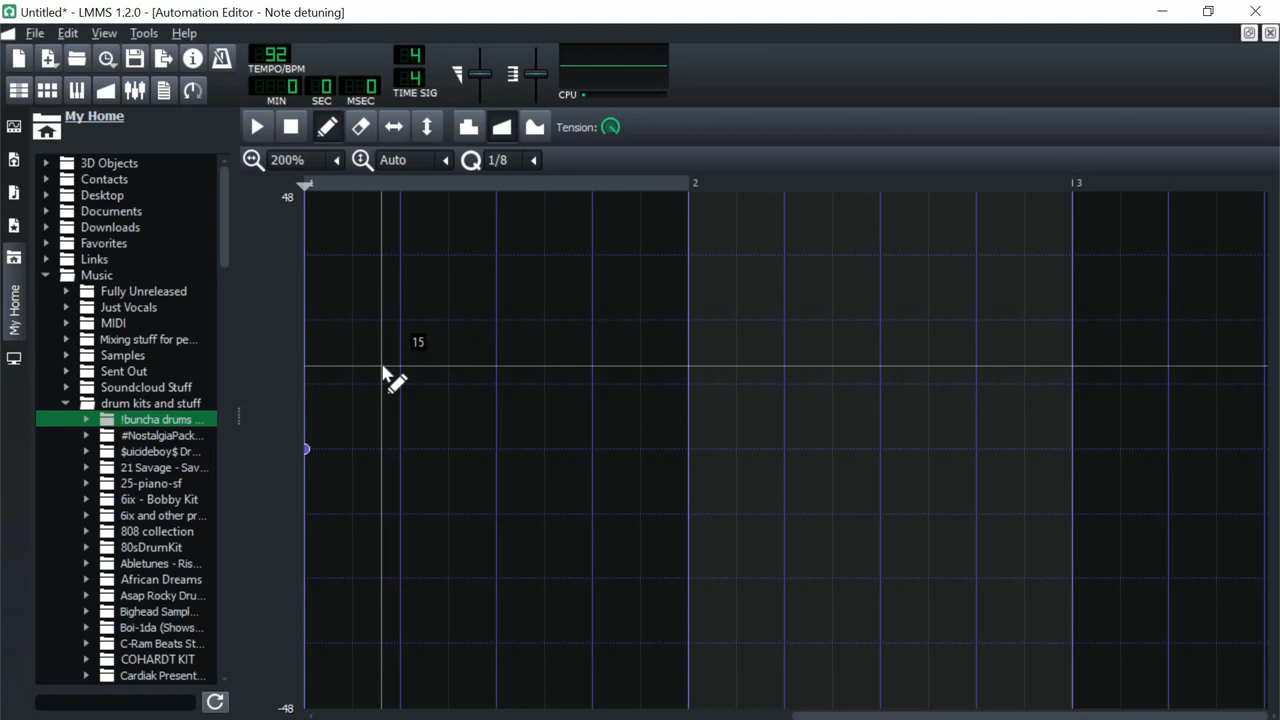 Untitled* - LMMS 1.2.0 - [Automation Editor - Note detuning]
File Edit View Tools Help
92
TEMPO/BPM
0 0 0
MIN SEC MSEC
4
4
TIME SIG
CPU
My Home
My Home
3D Objects
Contacts
Desktop
Documents
Downloads
Favorites
Links
Music
Fully Unreleased
Just Vocals
MIDI
Mixing stuff for pe...
Samples
Sent Out
Soundcloud Stuff
drum kits and stuff
!buncha drums ...
#NostalgiaPack...
$uicideboy$ Dr...
21 Savage - Sav...
25-piano-sf
6ix - Bobby Kit
6ix and other pr...
808 collection
80sDrumKit
Abletunes - Ris...
African Dreams
Asap Rocky Dru...
Bighead Sampl...
Boi-1da (Shows...
C-Ram Beats St...
COHARDT KIT
Cardiak Present...
Tension:
200% Auto 1/8
1 2 3
48
15
-48